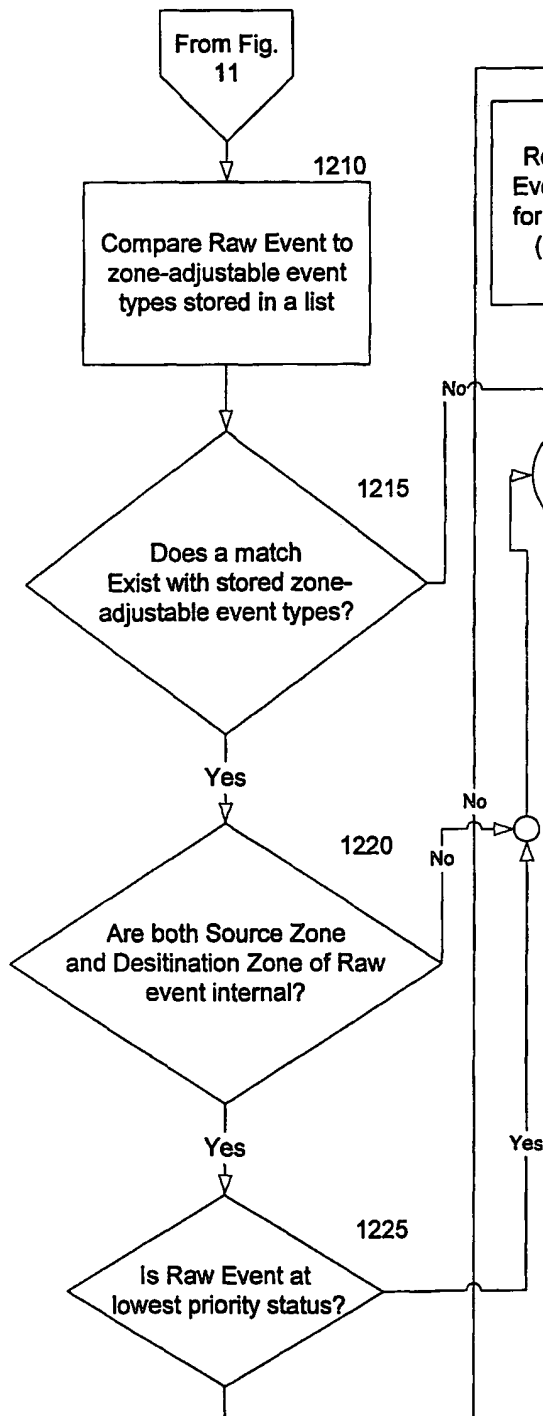 From Fig.
11
1210
Compare Raw Event to
zone-adjustable event
types stored in a list
No
1215
Does a match
Exist with stored zone-
adjustable event types?
Yes
No
1220
No
Are both Source Zone
and Desitination Zone of Raw
event internal?
Yes
Yes
1225
Is Raw Event at
lowest priority status?
for
(